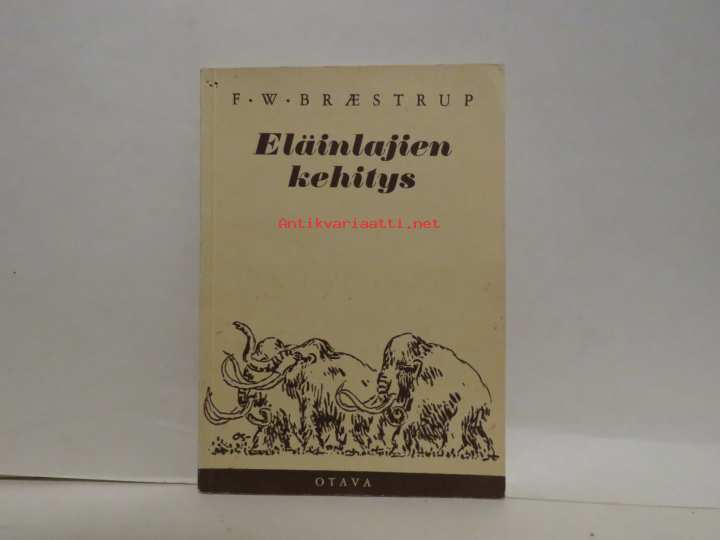 F · W · BRÆSTRUP
Eläinlajien
kehitys
Antikvariaatti.net
OTAVA